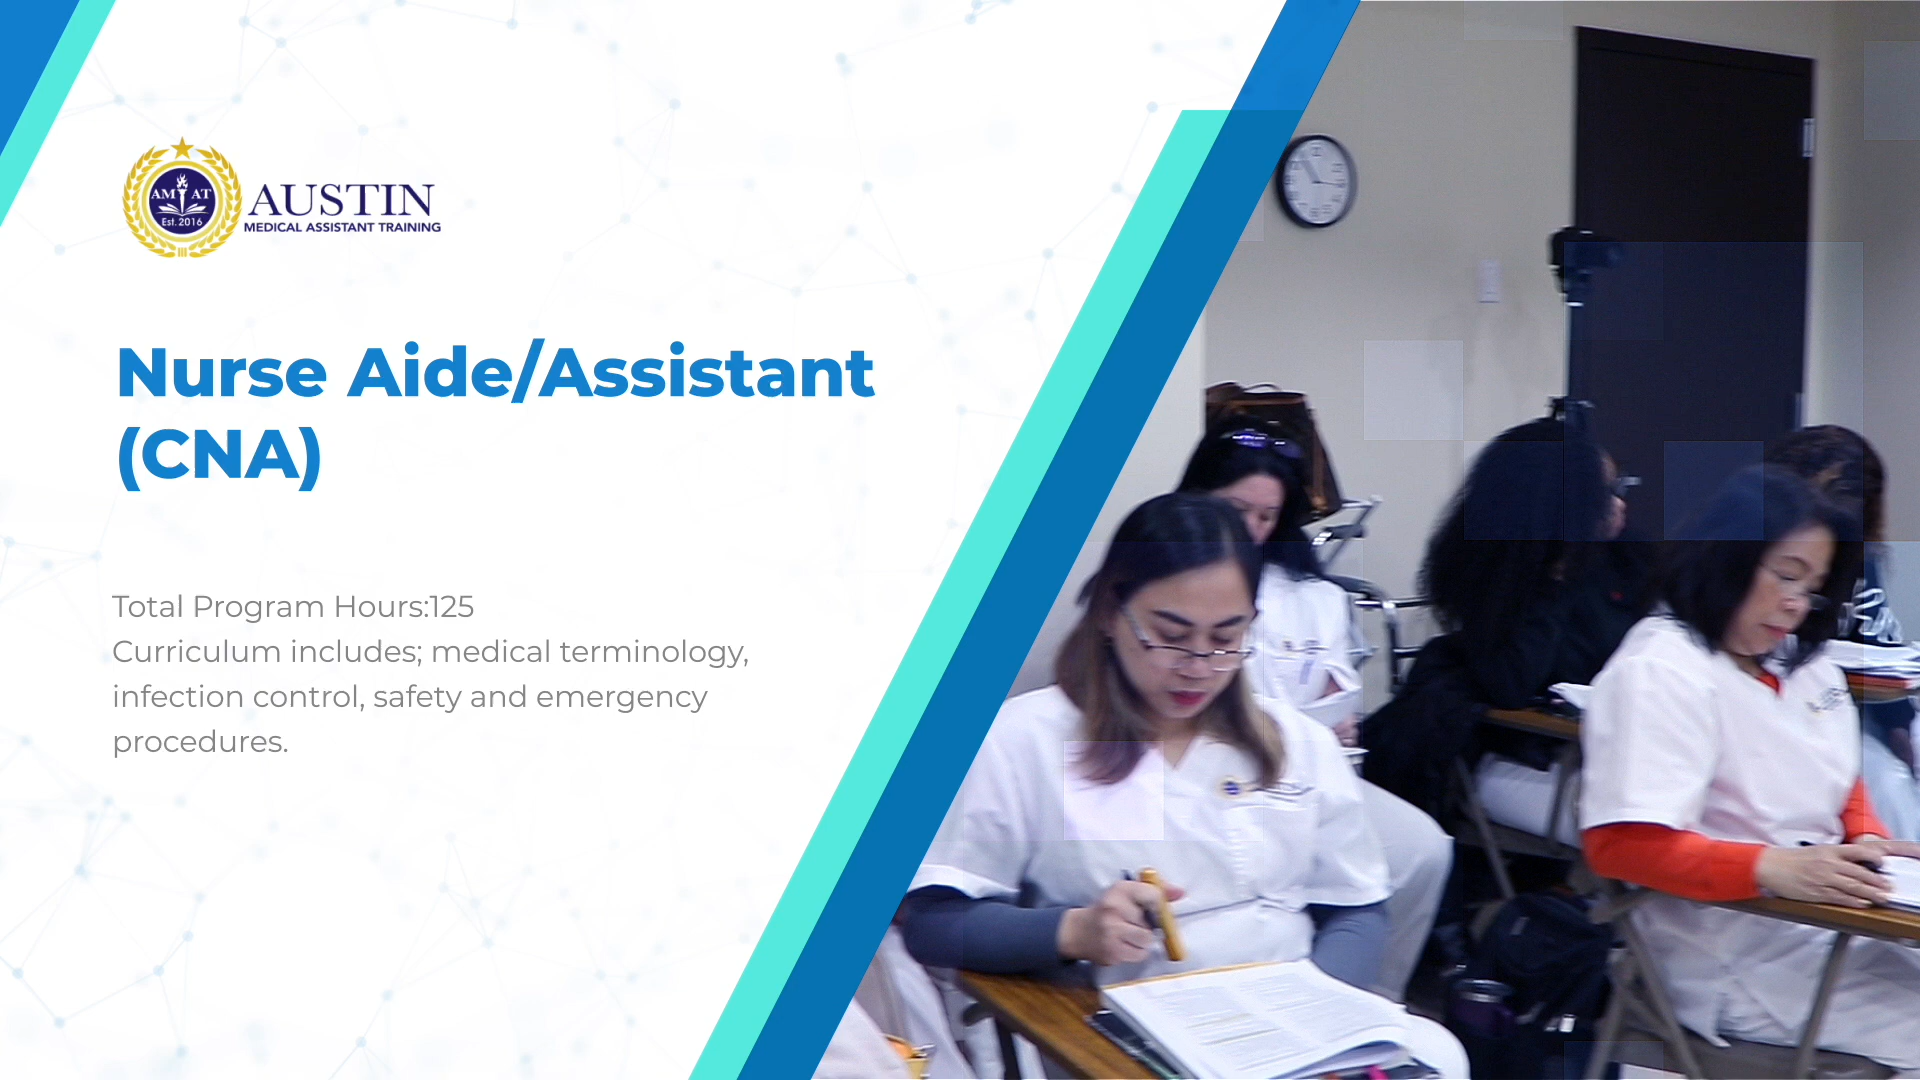 AM AT
Est. 2016
AUSTIN
MEDICAL ASSISTANT TRAINING
Nurse Aide/Assistant
(CNA)
Total Program Hours:125
Curriculum includes; medical terminology,
infection control, safety and emergency
procedures.